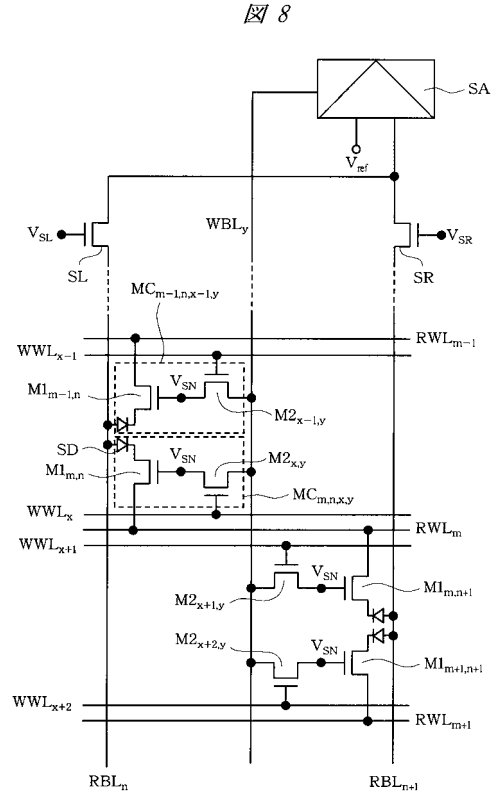 図 8
SA
V_ref
WBL_y
V_SL
V_SR
SL
SR
MC_m−1,n,x−1,y
RWL_m−1
WWL_x−1
V_SN
M1_m−1,n
M2_x−1,y
SD
V_SN
M2_x,y
M1_m,n
MC_m,n,x,y
WWL_x
RWL_m
WWL_x+1
V_SN
M1_m,n+1
M2_x+1,y
M2_x+2,y
V_SN
M1_m+1,n+1
WWL_x+2
RWL_m+1
RBL_n
RBL_n+1